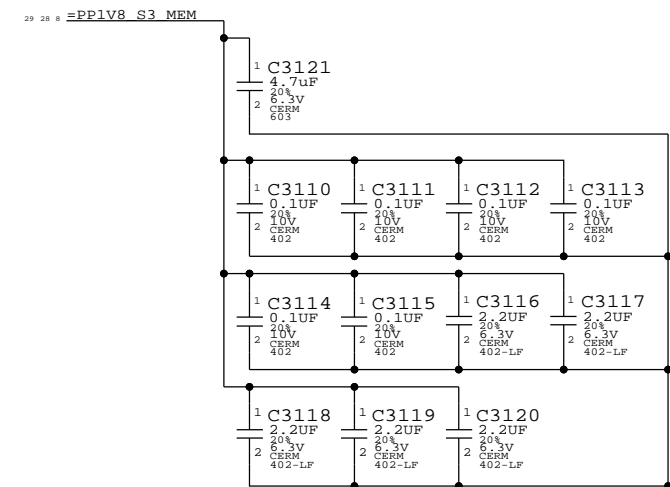 29 28 8 =PP1V8_S3_MEM
1 C3121
4.7uF
20%
6.3V
2 CERM
603
1 C3110 1 C3111 1 C3112 1 C3113
0.1UF 0.1UF 0.1UF 0.1UF
20% 20% 20% 20%
10V 10V 10V 10V
2 CERM 2 CERM 2 CERM 2 CERM
402 402 402 402
1 C3114 1 C3115 1 C3116 1 C3117
0.1UF 0.1UF 2.2UF 2.2UF
20% 20% 20% 20%
10V 10V 6.3V 6.3V
2 CERM 2 CERM 2 CERM 2 CERM
402 402 402-LF 402-LF
1 C3118 1 C3119 1 C3120
2.2UF 2.2UF 2.2UF
20% 20% 20%
6.3V 6.3V 6.3V
2 CERM 2 CERM 2 CERM
402-LF 402-LF 402-LF